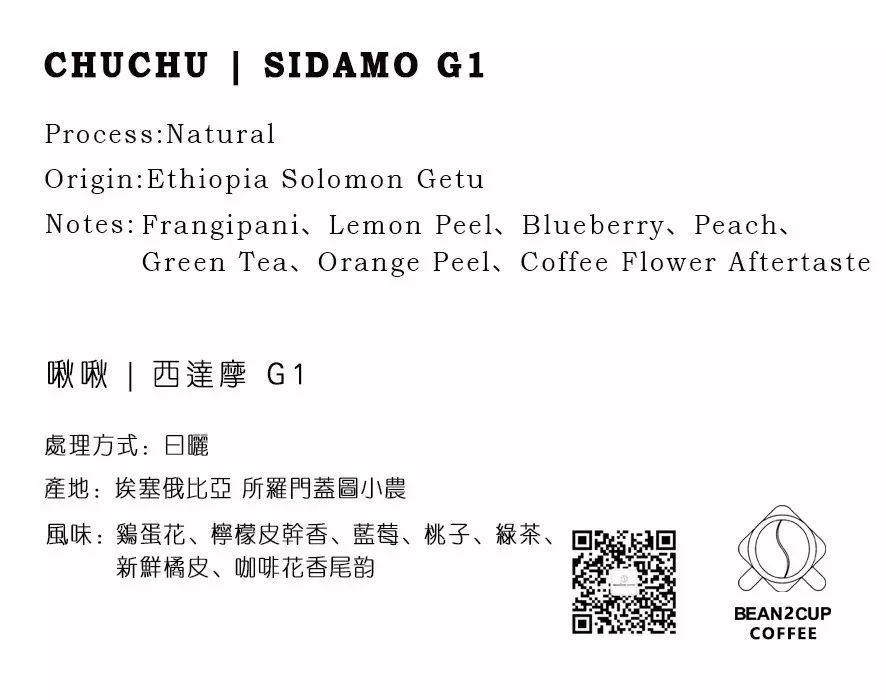 CHUCHU | SIDAMO G1
Process:Natural
Origin:Ethiopia Solomon Getu
Notes:Frangipani、Lemon Peel、Blueberry、Peach、
Green Tea、Orange Peel、Coffee Flower Aftertaste
啾啾 | 西達摩 G1
處理方式：日曬
產地：埃塞俄比亞 所羅門蓋圖小農
風味：鷄蛋花、檸檬皮幹香、藍莓、桃子、綠茶、
新鮮橘皮、咖啡花香尾韵
BEAN2CUP
COFFEE